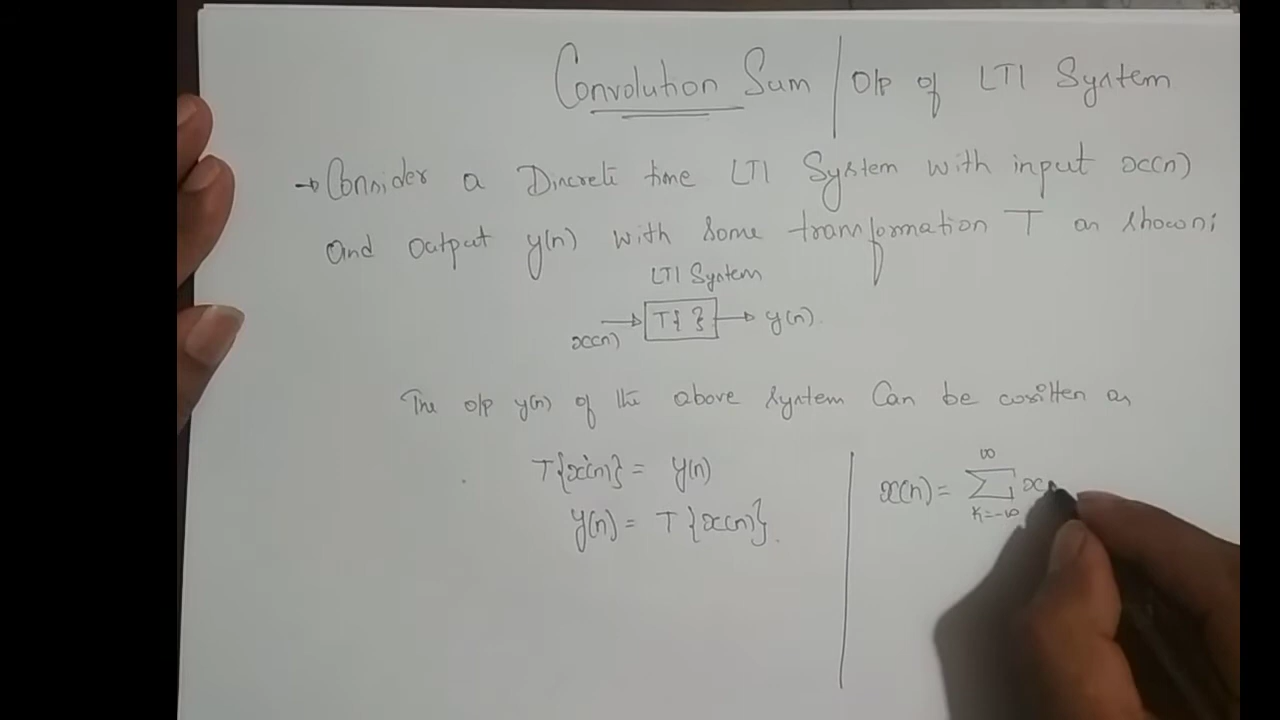 Convolution Sum | O/p of LTI System
→ Consider a Discrete time LTI System with input x(n)
and output y(n) with some transformation T as shown;
LTI System
x(n) → T{ } → y(n).
The o/p y(n) of the above system can be written as
T{x(n)} = y(n)
y(n) = T{x(n)}.
x(n) = ∞ Σ k=-∞ x